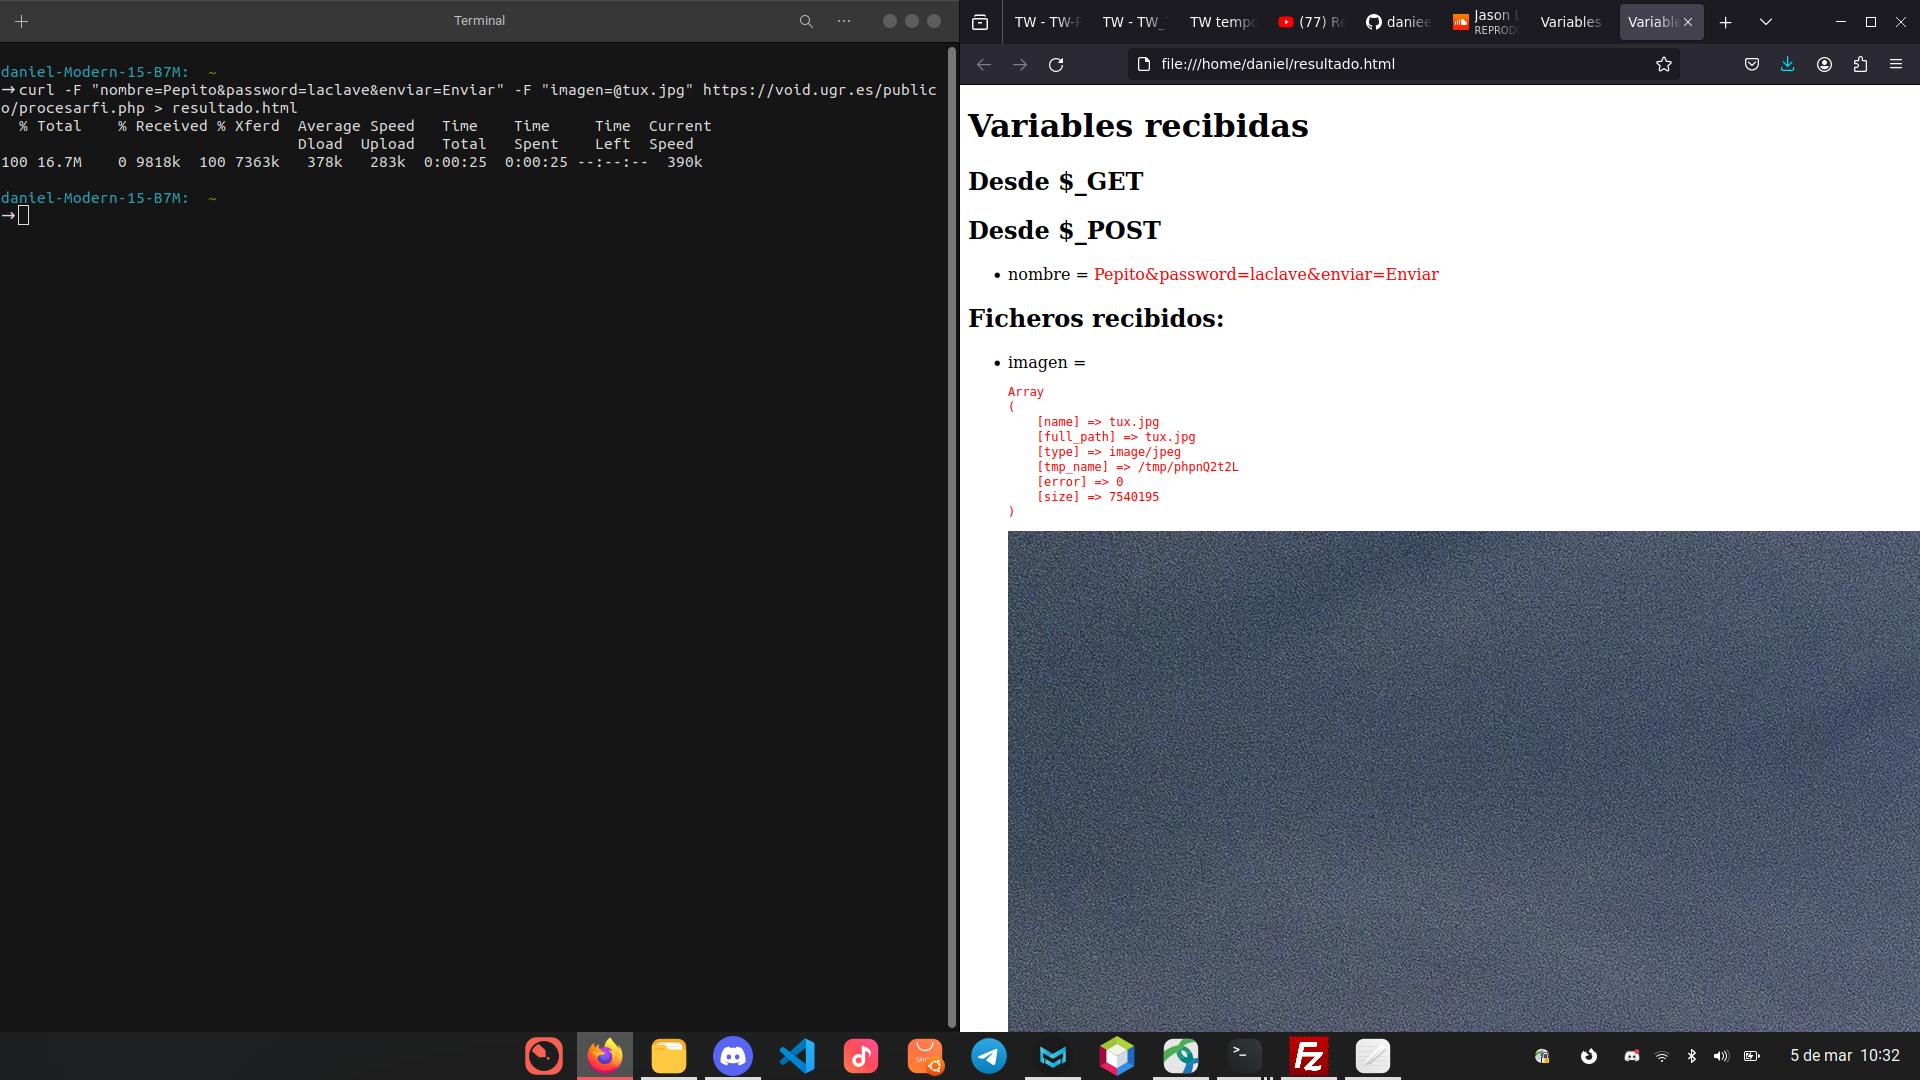 Terminal
daniel-Modern-15-B7M: ~
→curl -F "nombre=Pepito&password=laclave&enviar=Enviar" -F "imagen=@tux.jpg" https://void.ugr.es/public
o/procesarfi.php > resultado.html
% Total % Received % Xferd Average Speed Time Time Time Current
Dload Upload Total Spent Left Speed
100 16.7M 0 9818k 100 7363k 378k 283k 0:00:25 0:00:25 --:--:-- 390k
daniel-Modern-15-B7M: ~
→
TW - TW-P TW - TW_ TW tempo (77) Re daniee Jason L Variables Variable
REPRODU
file:///home/daniel/resultado.html
Variables recibidas
Desde $_GET
Desde $_POST
• nombre = Pepito&password=laclave&enviar=Enviar
Ficheros recibidos:
• imagen =
Array
(
[name] => tux.jpg
[full_path] => tux.jpg
[type] => image/jpeg
[tmp_name] => /tmp/phpnQ2t2L
[error] => 0
[size] => 7540195
)
5 de mar 10:32